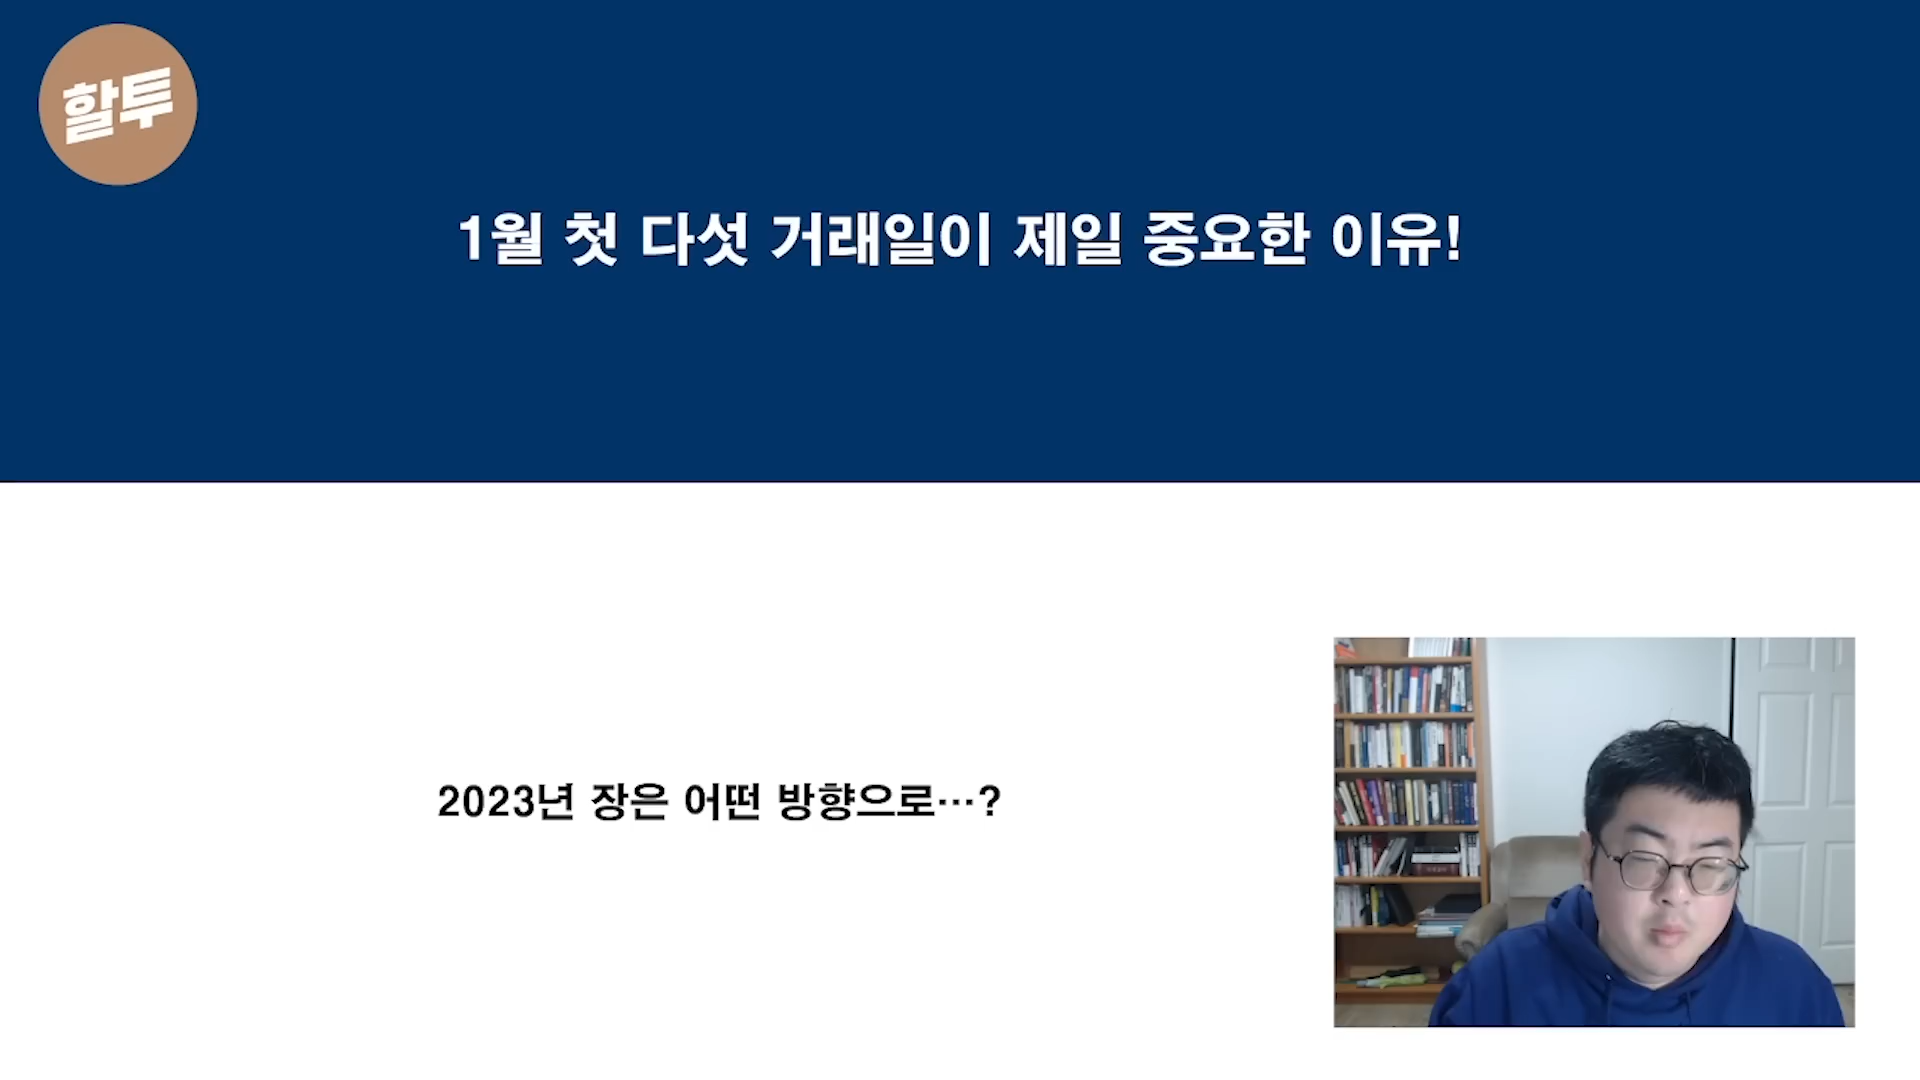 할투
1월 첫 다섯 거래일이 제일 중요한 이유!
2023년 장은 어떤 방향으로…?